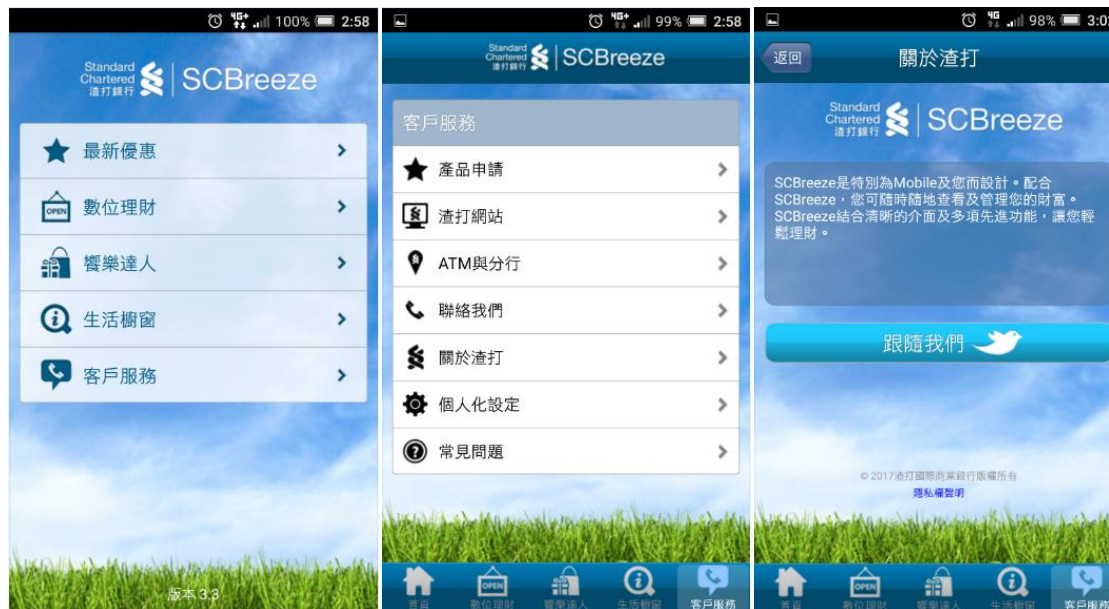 4G+ 100% 2:58
Standard
Chartered
渣打銀行
SCBreeze
最新優惠
OPEN
數位理財
饗樂達人
生活櫥窗
客戶服務
版本 3.3
4G+ 99% 2:58
Standard
Chartered
渣打銀行
SCBreeze
客戶服務
產品申請
渣打網站
ATM與分行
聯絡我們
關於渣打
個人化設定
常見問題
OPEN
首頁 數位理財 饗樂達人 生活櫥窗 客戶服務
4G 98%
返回 關於渣打
Standard
Chartered
渣打銀行
SCBreeze
SCBreeze是特別為Mobile及您而設計。配合
SCBreeze，您可隨時隨地查看及管理您的財富。
SCBreeze結合清晰的介面及多項先進功能，讓您輕
鬆理財。
跟隨我們
© 2017渣打國際商業銀行版權所有
隱私權聲明
OPEN
首頁 數位理財 饗樂達人 生活櫥窗 客戶服務